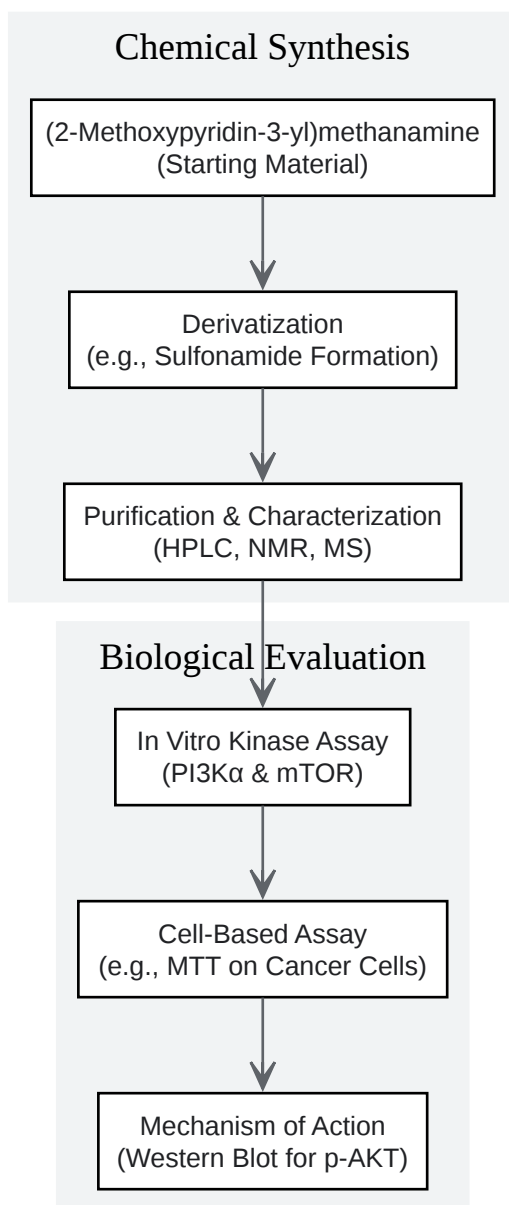 Chemical Synthesis
(2-Methoxypyridin-3-yl)methanamine
(Starting Material)
Derivatization
(e.g., Sulfonamide Formation)
Purification & Characterization
(HPLC, NMR, MS)
Biological Evaluation
In Vitro Kinase Assay
(PI3Kα & mTOR)
Cell-Based Assay
(e.g., MTT on Cancer Cells)
Mechanism of Action
(Western Blot for p-AKT)